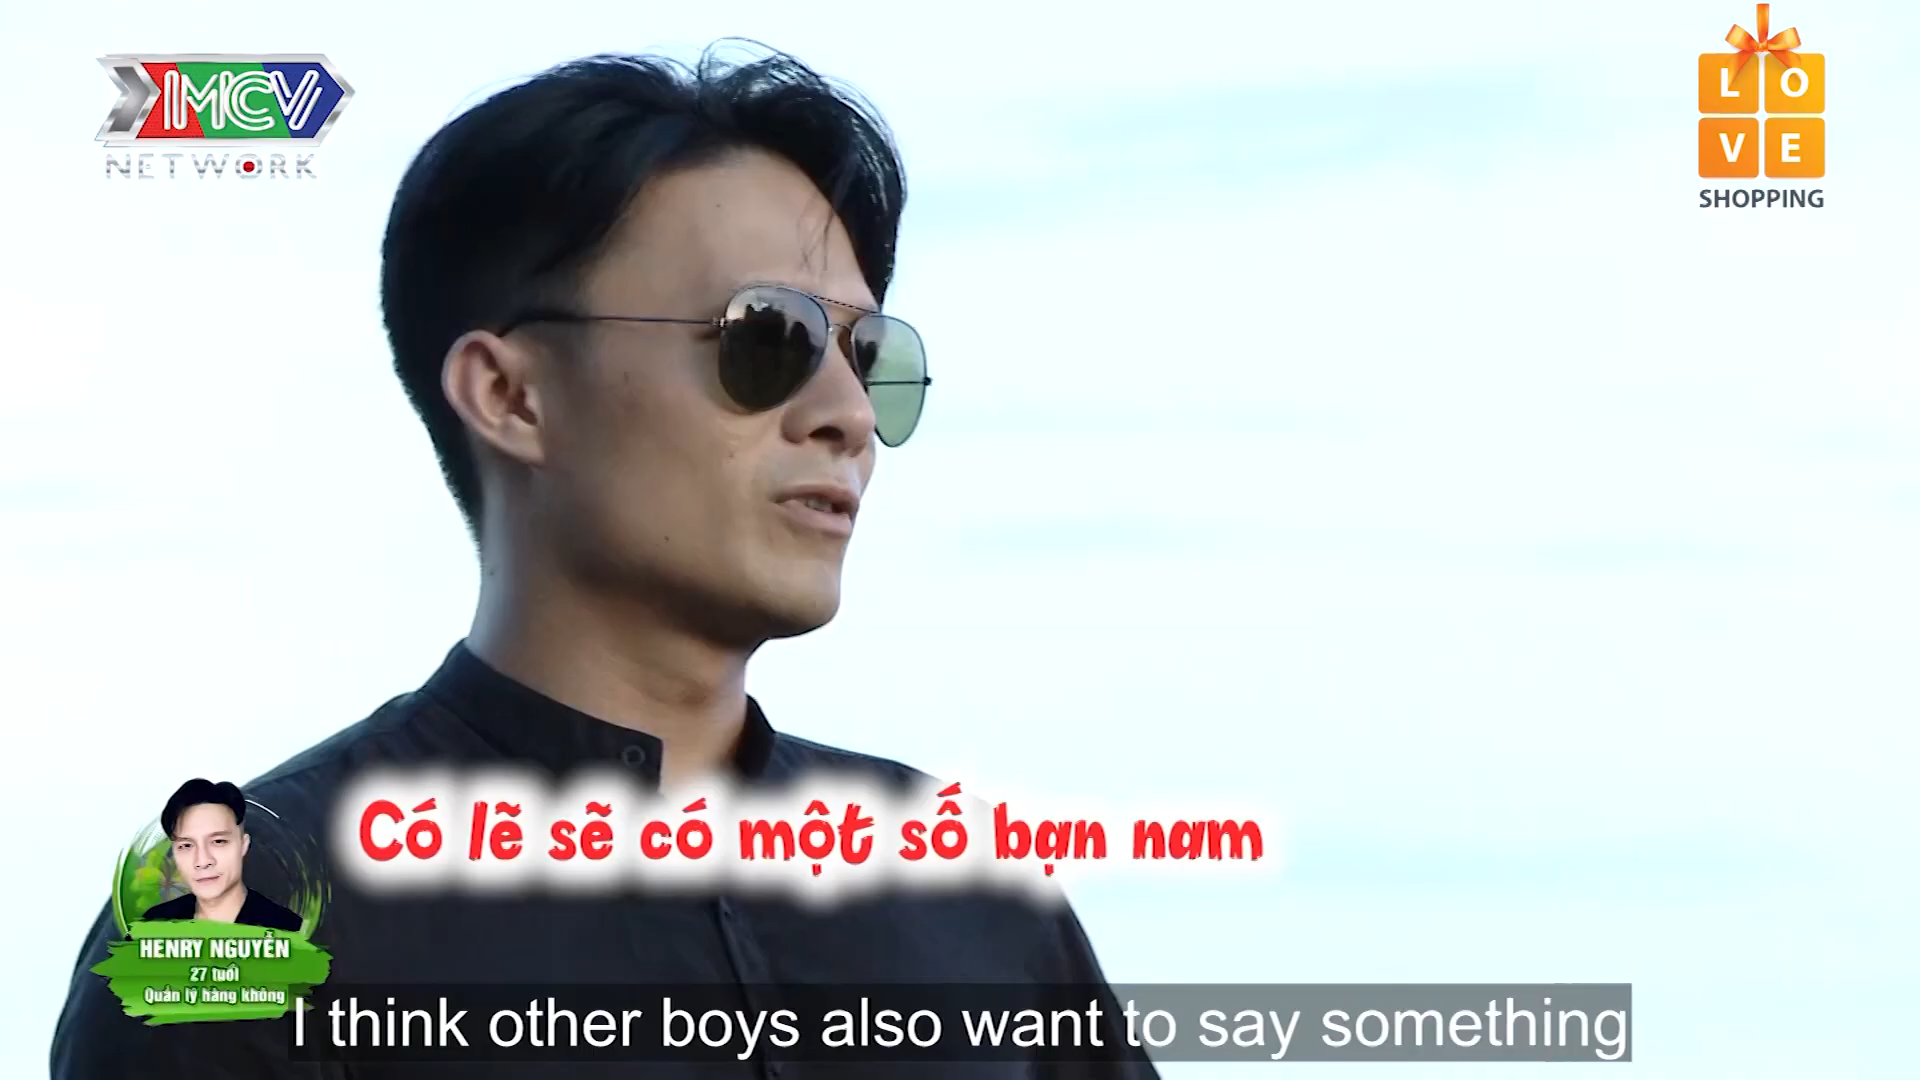 MCV
NETWORK
L O
V E
SHOPPING
Có lẽ sẽ có một số bạn nam
HENRY NGUYỄN
27 tuổi
Quản lý hàng không
I think other boys also want to say something